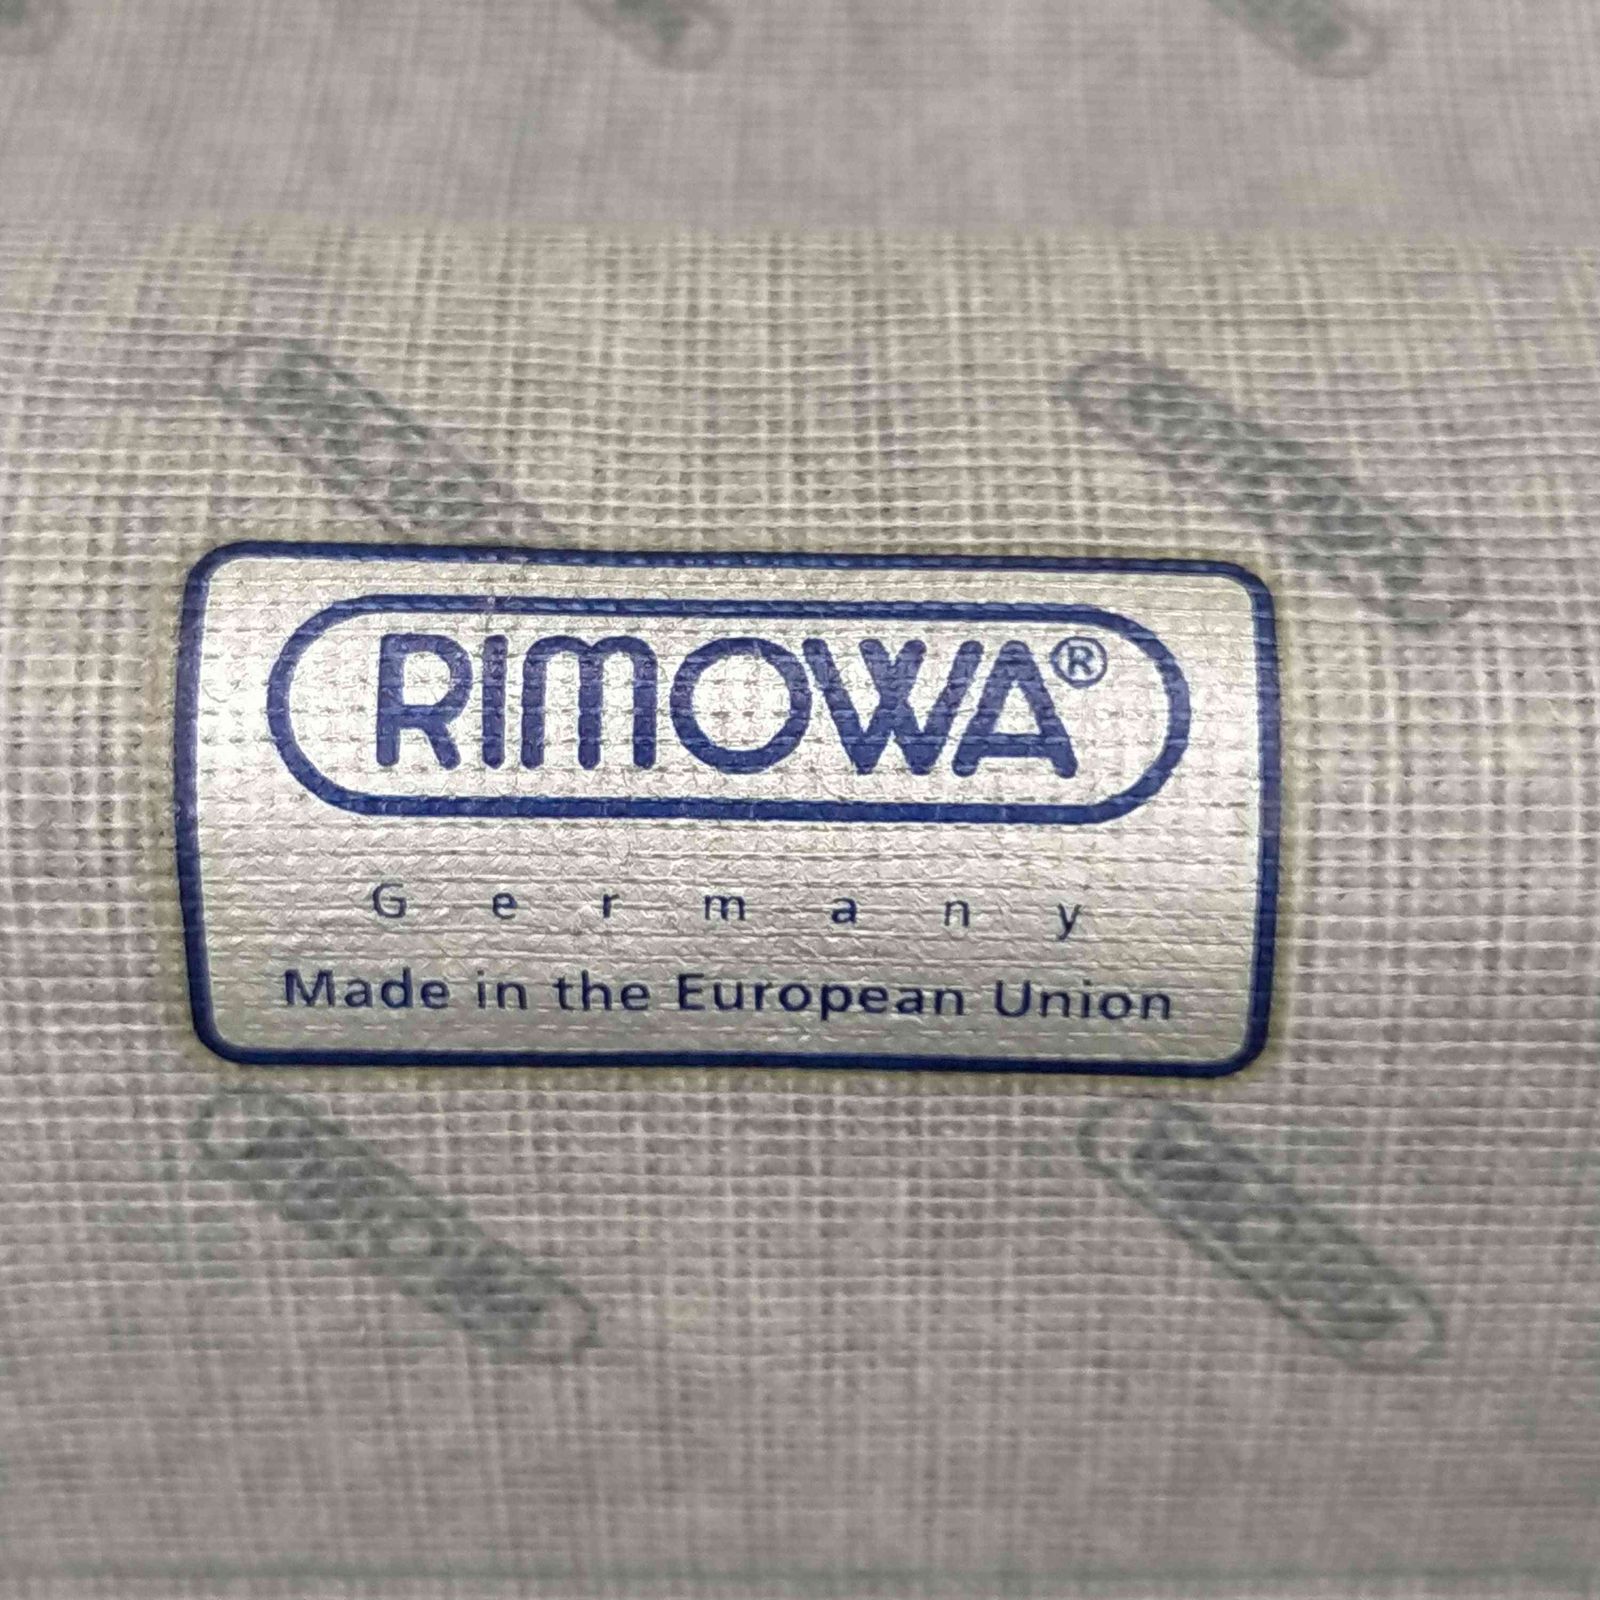 RIMOWA®
Germany
Made in the European Union